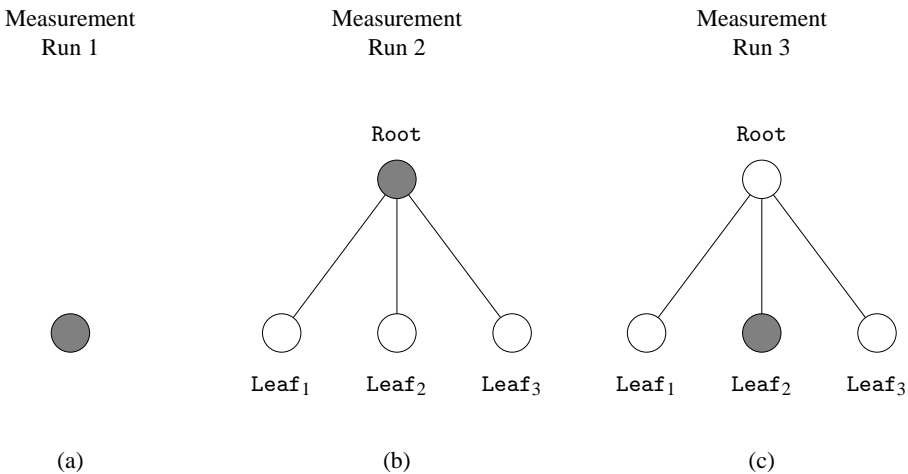 Measurement
Run 1
Measurement
Run 2
Measurement
Run 3
Root
Root
Leaf₁
Leaf₂
Leaf₃
Leaf₁
Leaf₂
Leaf₃
(a)
(b)
(c)